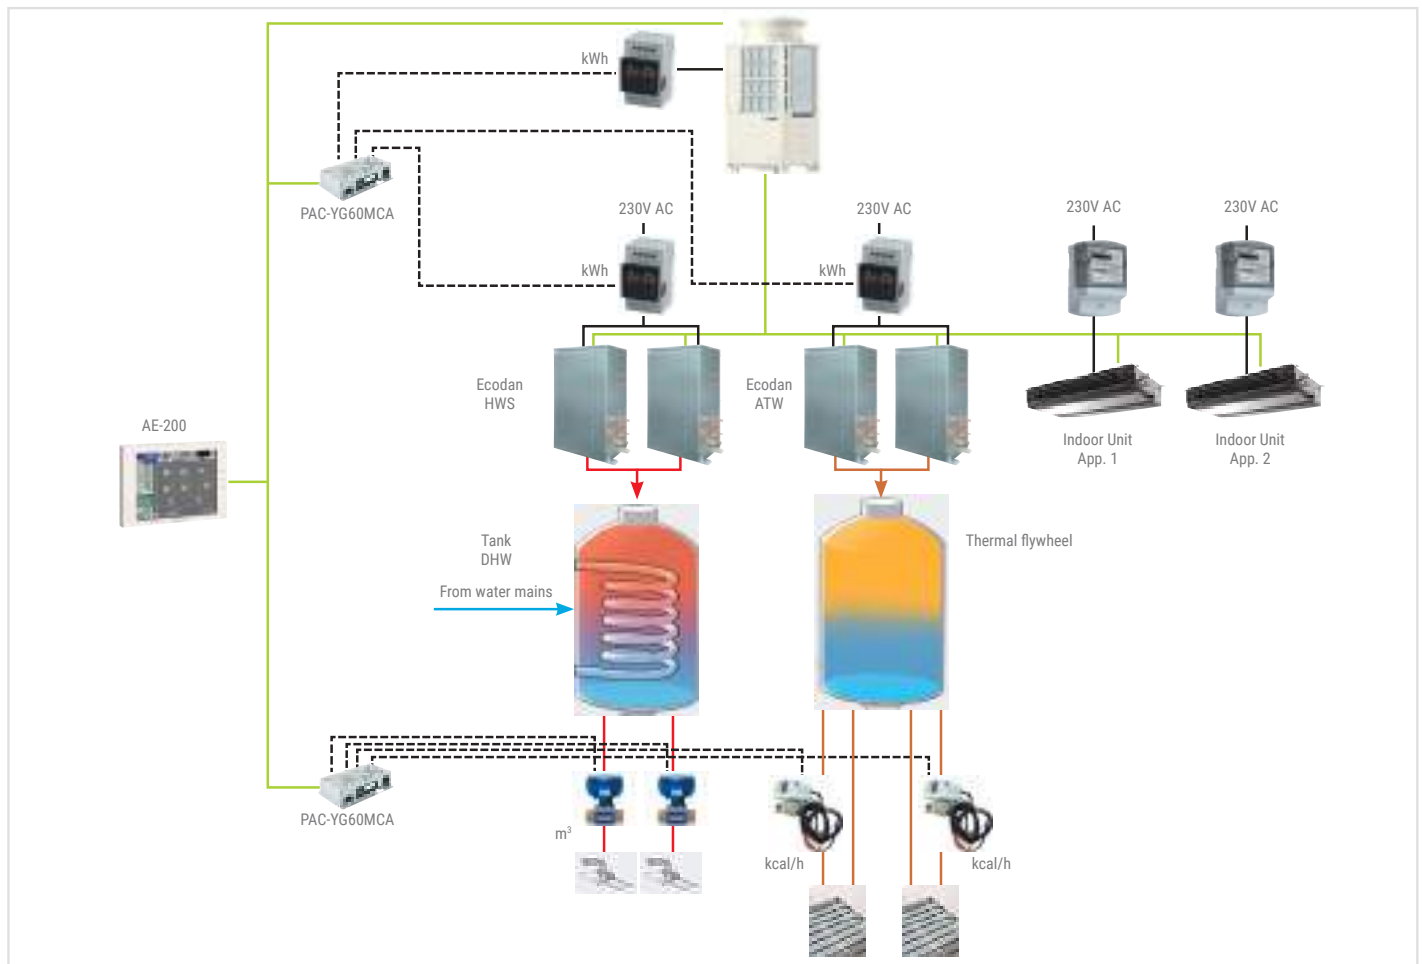 kWh
PAC-YG60MCA
230V AC
230V AC
230V AC
230V AC
kWh
kWh
Ecodan
HWS
Ecodan
ATW
AE-200
Indoor Unit
App. 1
Indoor Unit
App. 2
Tank
DHW
Thermal flywheel
From water mains
PAC-YG60MCA
m³
kcal/h
kcal/h